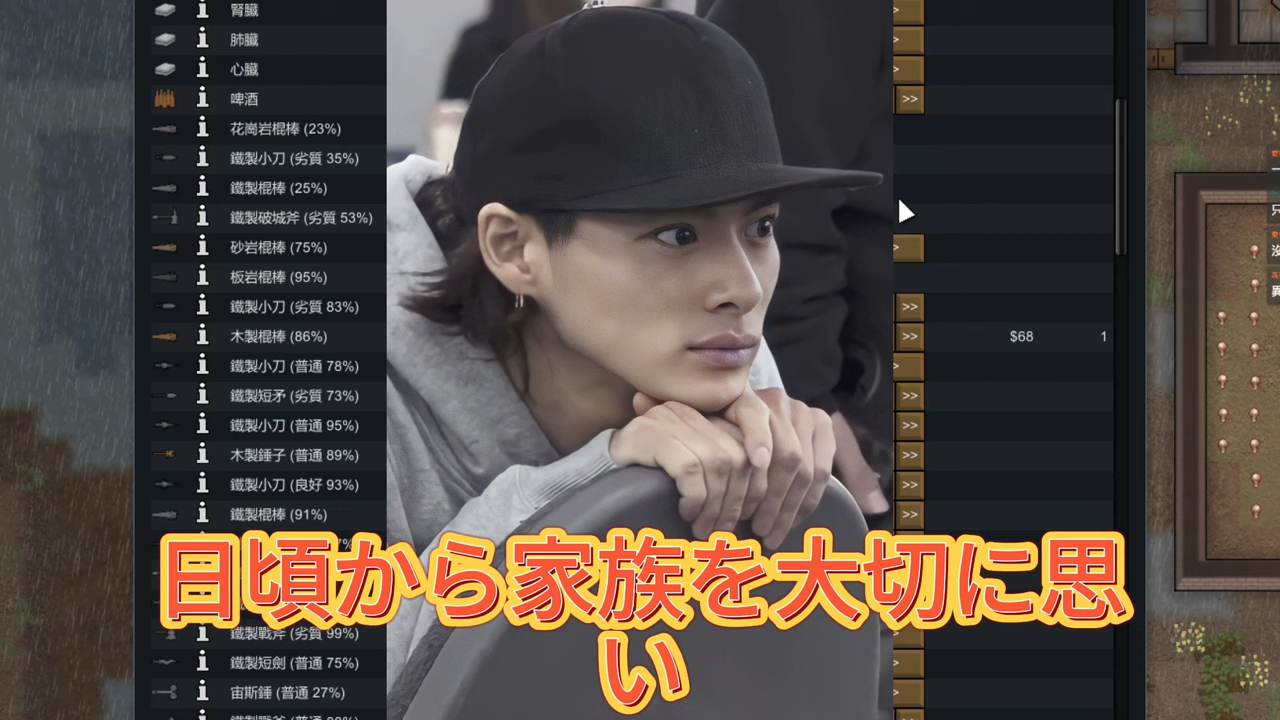 腎臟
肺臟
心臟
啤酒
>>
花崗岩棍棒 (23%)
鐵製小刀 (劣質 35%)
鐵製棍棒 (25%)
鐵製破城斧 (劣質 53%)
砂岩棍棒 (75%)
板岩棍棒 (95%)
鐵製小刀 (劣質 83%)
>>
木製棍棒 (86%)
>>
$68
1
鐵製小刀 (普通 78%)
鐵製短矛 (劣質 73%)
>>
鐵製小刀 (普通 95%)
>>
木製錘子 (普通 89%)
>>
鐵製小刀 (良好 93%)
>>
鐵製棍棒 (91%)
>>
日頃から家族を大切に思
い
鐵製戰斧 (劣質 99%)
鐵製短劍 (普通 75%)
宙斯錘 (普通 27%)